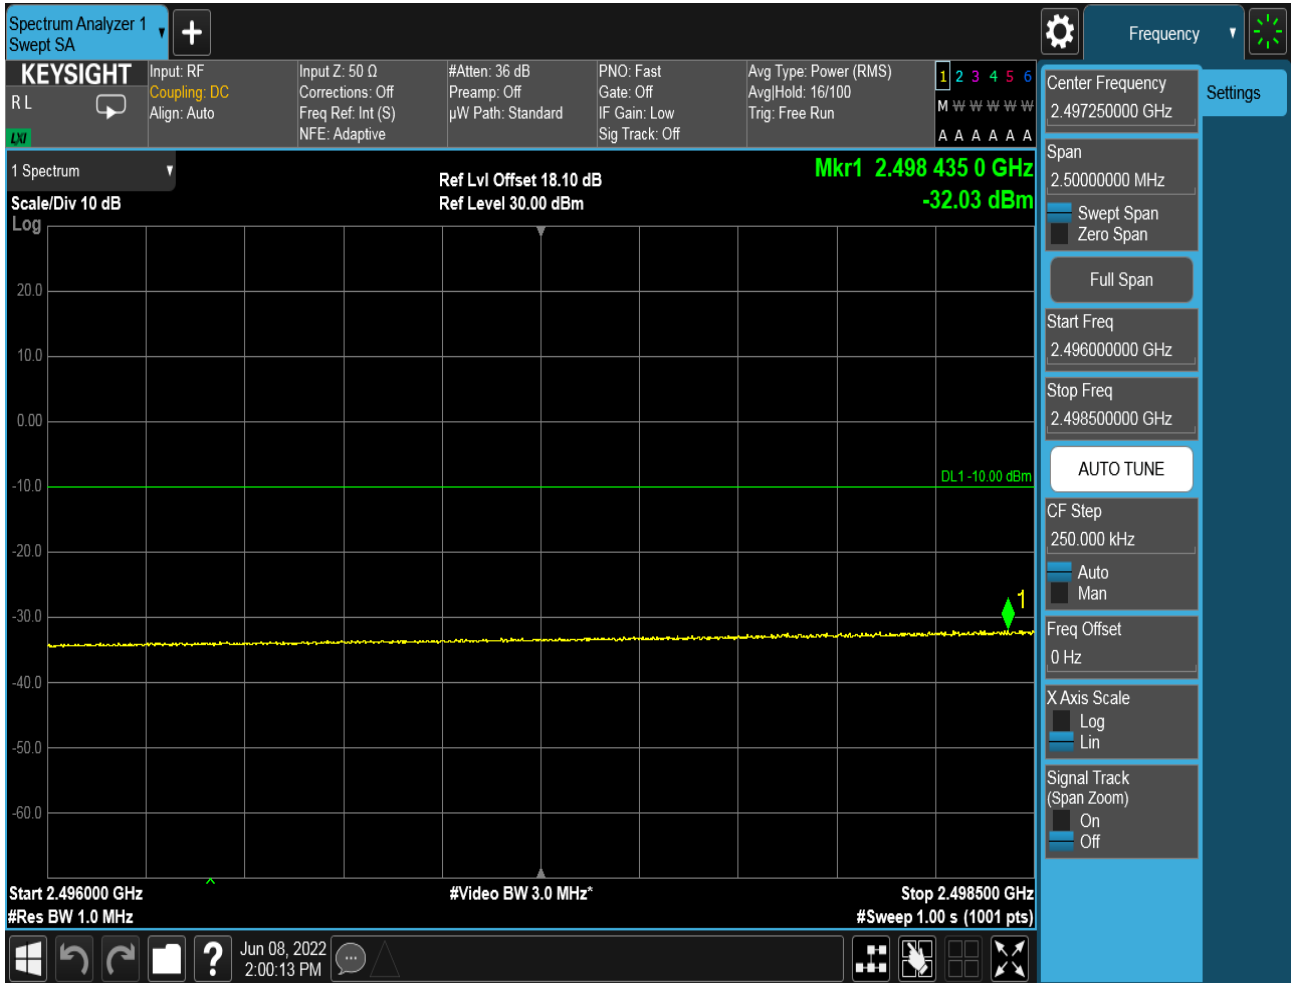 Spectrum Analyzer 1
Swept SA
Frequency
KEYSIGHT
R L
LXI
Input: RF
Coupling: DC
Align: Auto
Input Z: 50 Ω
Corrections: Off
Freq Ref: Int (S)
NFE: Adaptive
#Atten: 36 dB
Preamp: Off
µW Path: Standard
PNO: Fast
Gate: Off
IF Gain: Low
Sig Track: Off
Avg Type: Power (RMS)
Avg|Hold: 16/100
Trig: Free Run
1 2 3 4 5 6
M W W W W W
A A A A A A
1 Spectrum
Scale/Div 10 dB
Log
Ref Lvl Offset 18.10 dB
Ref Level 30.00 dBm
Mkr1 2.498 435 0 GHz
-32.03 dBm
20.0
10.0
0.00
-10.0
-20.0
-30.0
-40.0
-50.0
-60.0
DL1 -10.00 dBm
1
Start 2.496000 GHz
#Res BW 1.0 MHz
#Video BW 3.0 MHz*
Stop 2.498500 GHz
#Sweep 1.00 s (1001 pts)
Center Frequency
2.497250000 GHz
Settings
Span
2.50000000 MHz
Swept Span
Zero Span
Full Span
Start Freq
2.496000000 GHz
Stop Freq
2.498500000 GHz
AUTO TUNE
CF Step
250.000 kHz
Auto
Man
Freq Offset
0 Hz
X Axis Scale
Log
Lin
Signal Track
(Span Zoom)
On
Off
?
Jun 08, 2022
2:00:13 PM